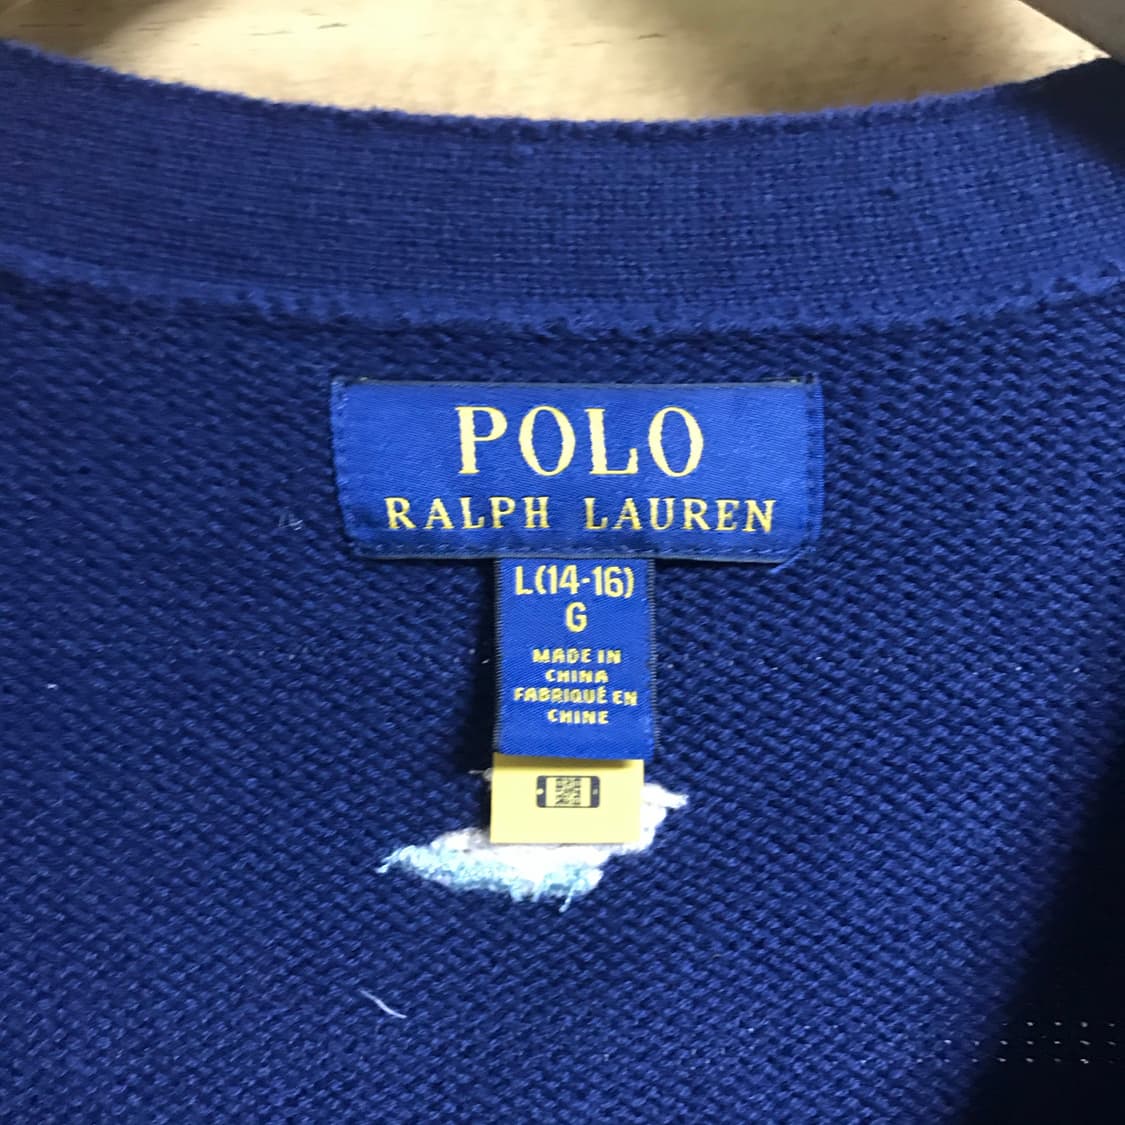 POLO
RALPH LAUREN
L(14-16)
G
MADE IN
CHINA
FABRIQUÉ EN
CHINE